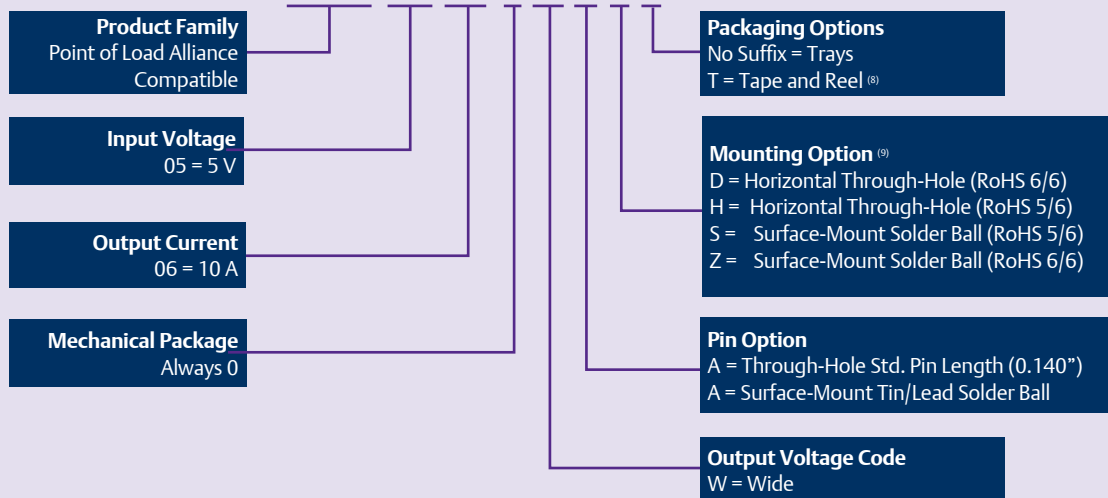 Product Family
Point of Load Alliance
Compatible
Input Voltage
05 = 5 V
Output Current
06 = 10 A
Mechanical Package
Always 0
Packaging Options
No Suffix = Trays
T = Tape and Reel (8)
Mounting Option (9)
D = Horizontal Through-Hole (RoHS 6/6)
H = Horizontal Through-Hole (RoHS 5/6)
S = Surface-Mount Solder Ball (RoHS 5/6)
Z = Surface-Mount Solder Ball (RoHS 6/6)
Pin Option
A = Through-Hole Std. Pin Length (0.140”)
A = Surface-Mount Tin/Lead Solder Ball
Output Voltage Code
W = Wide